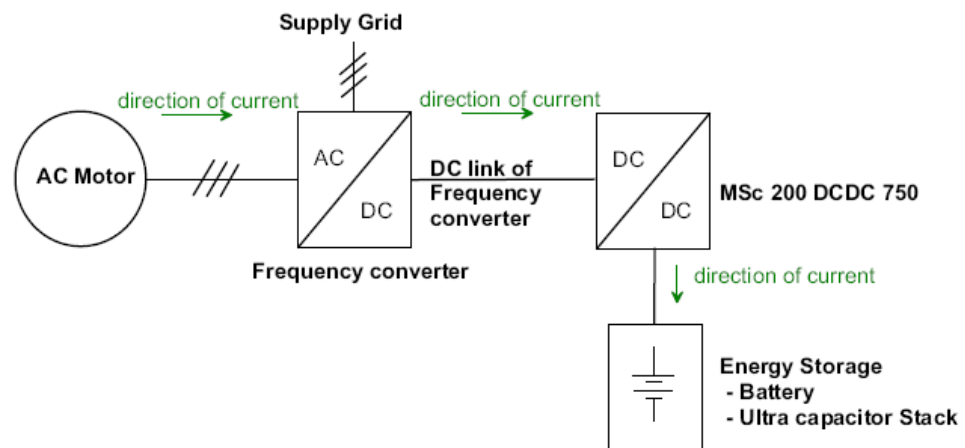 Supply Grid
direction of current
direction of current
AC Motor
AC
DC
DC link of
Frequency
converter
DC
DC
MSc 200 DCDC 750
Frequency converter
direction of current
Energy Storage
- Battery
- Ultra capacitor Stack